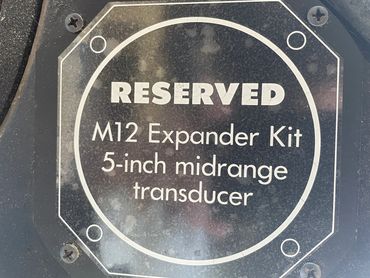 RESERVED
M12 Expander Kit
5-inch midrange
transducer